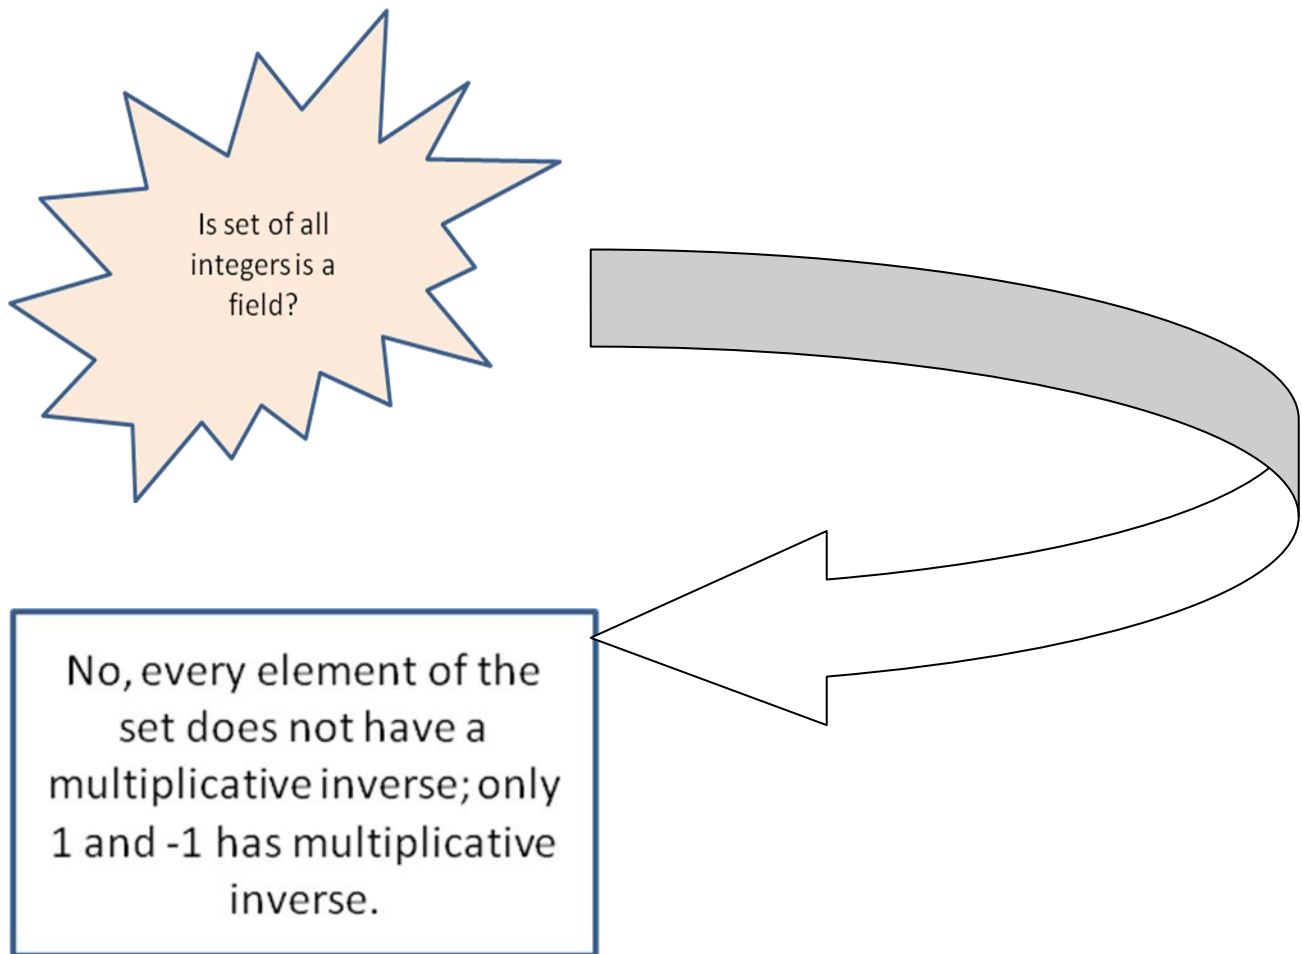 Is set of all
integers is a
field?
No, every element of the
set does not have a
multiplicative inverse; only
1 and -1 has multiplicative
inverse.